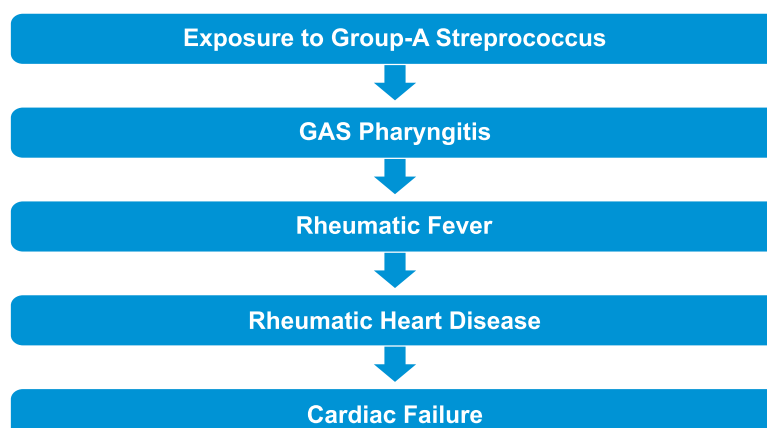 Exposure to Group-A Streprococcus
GAS Pharyngitis
Rheumatic Fever
Rheumatic Heart Disease
Cardiac Failure